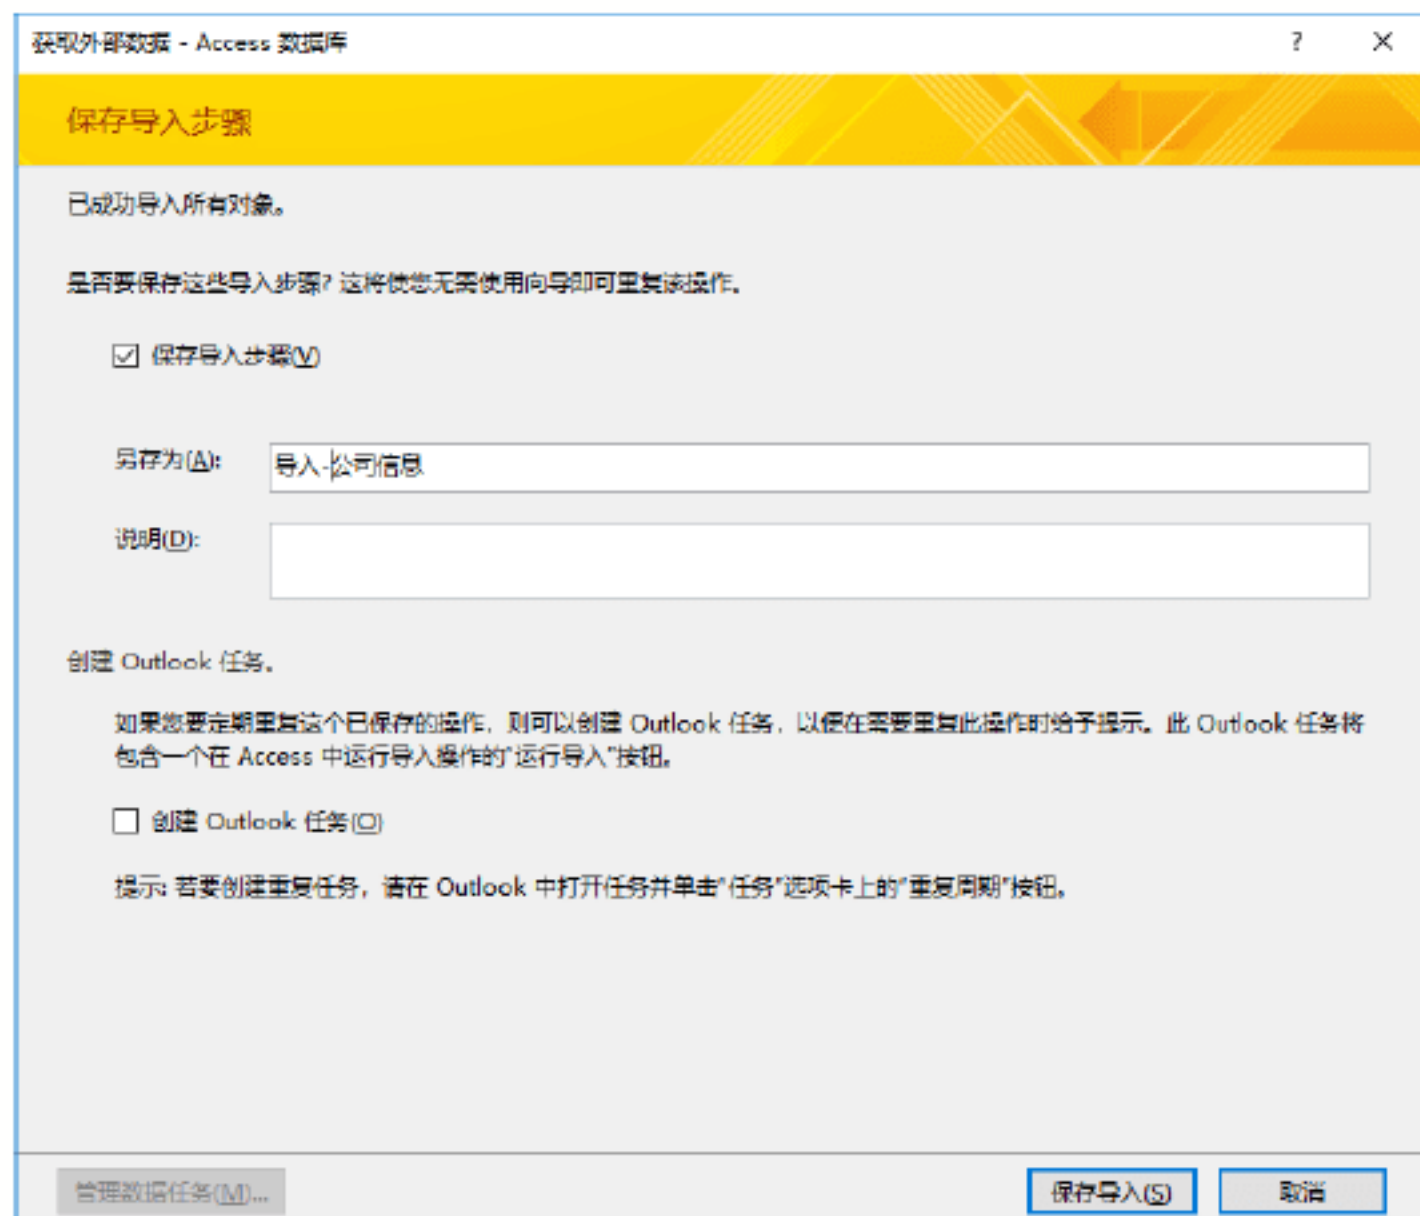 获取外部数据 - Access 数据库
?
保存导入步骤
已成功导入所有对象。
是否要保存这些导入步骤? 这将使您无需使用向导即可重复该操作。
保存导入步骤(V)
另存为(A):
导入-公司信息
说明(D):
创建 Outlook 任务。
如果您要定期重复这个已保存的操作，则可以创建 Outlook 任务，以便在需要重复此操作时给予提示。此 Outlook 任务将
包含一个在 Access 中运行导入操作的"运行导入"按钮。
创建 Outlook 任务(O)
提示: 若要创建重复任务，请在 Outlook 中打开任务并单击"任务"选项卡上的"重复周期"按钮。
管理数据任务(M)...
保存导入(S)
取消